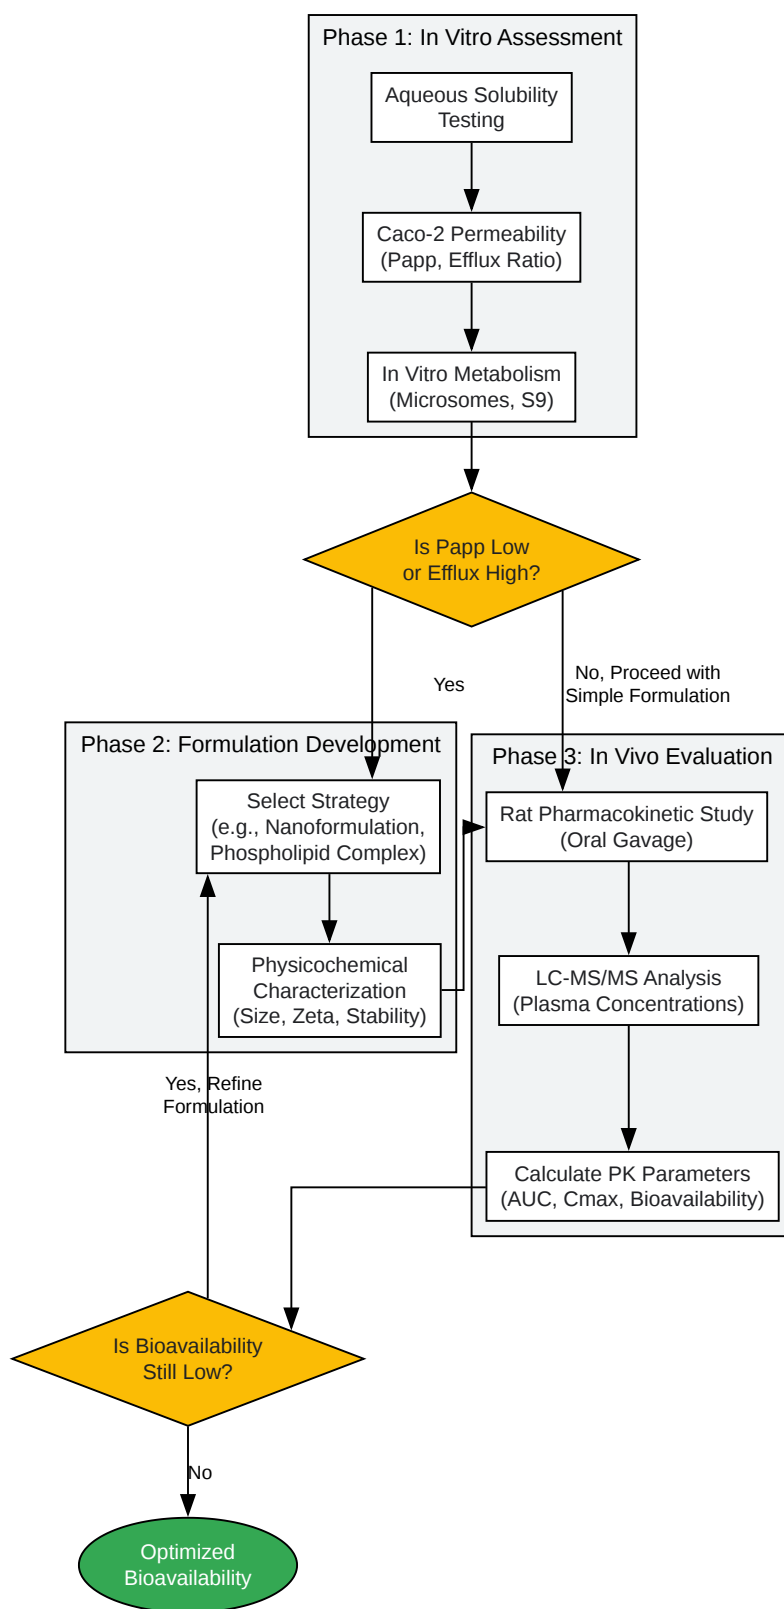 Phase 1: In Vitro Assessment
Aqueous Solubility
Testing
Caco-2 Permeability
(Papp, Efflux Ratio)
In Vitro Metabolism
(Microsomes, S9)
Is Papp Low
or Efflux High?
Yes
No, Proceed with
Simple Formulation
Phase 2: Formulation Development
Select Strategy
(e.g., Nanoformulation,
Phospholipid Complex)
Physicochemical
Characterization
(Size, Zeta, Stability)
Phase 3: In Vivo Evaluation
Rat Pharmacokinetic Study
(Oral Gavage)
LC-MS/MS Analysis
(Plasma Concentrations)
Calculate PK Parameters
(AUC, Cmax, Bioavailability)
Yes, Refine
Formulation
Is Bioavailability
Still Low?
No
Optimized
Bioavailability